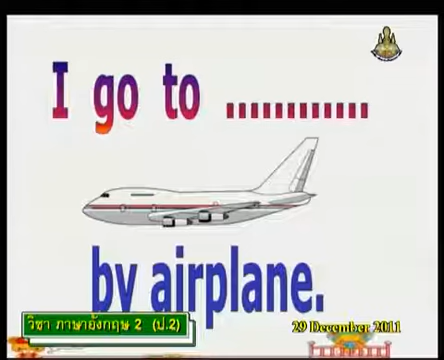 I go to ............
by airplane.
วิชา ภาษาอังกฤษ 2 (ป.2)
29 December 2011